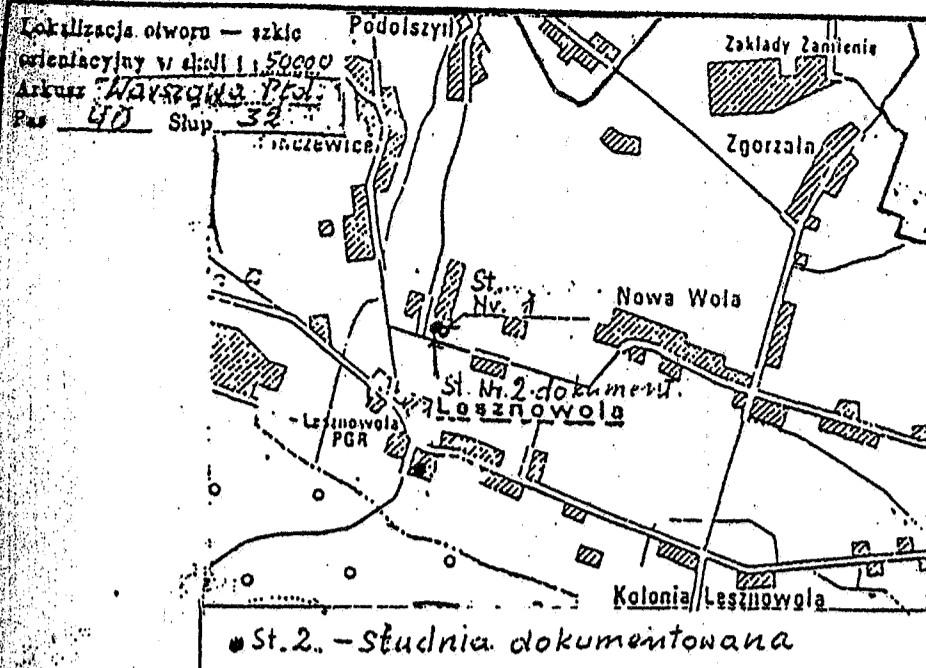 Lokalizacja otworu — szkic
orientacyjny w skali 1:50000
Arkusz Warszawa Płd.
Pas 40 Słup 32
Podolszyn
Zakłady Zamienie
Zgorzała
St.
Nr. 1
Nowa Wola
St. Nr. 2 dokument.
Lesznowola
Lesznowola
PGR
Kolonia Lesznowola
St. 2. - Studnia dokumentowana